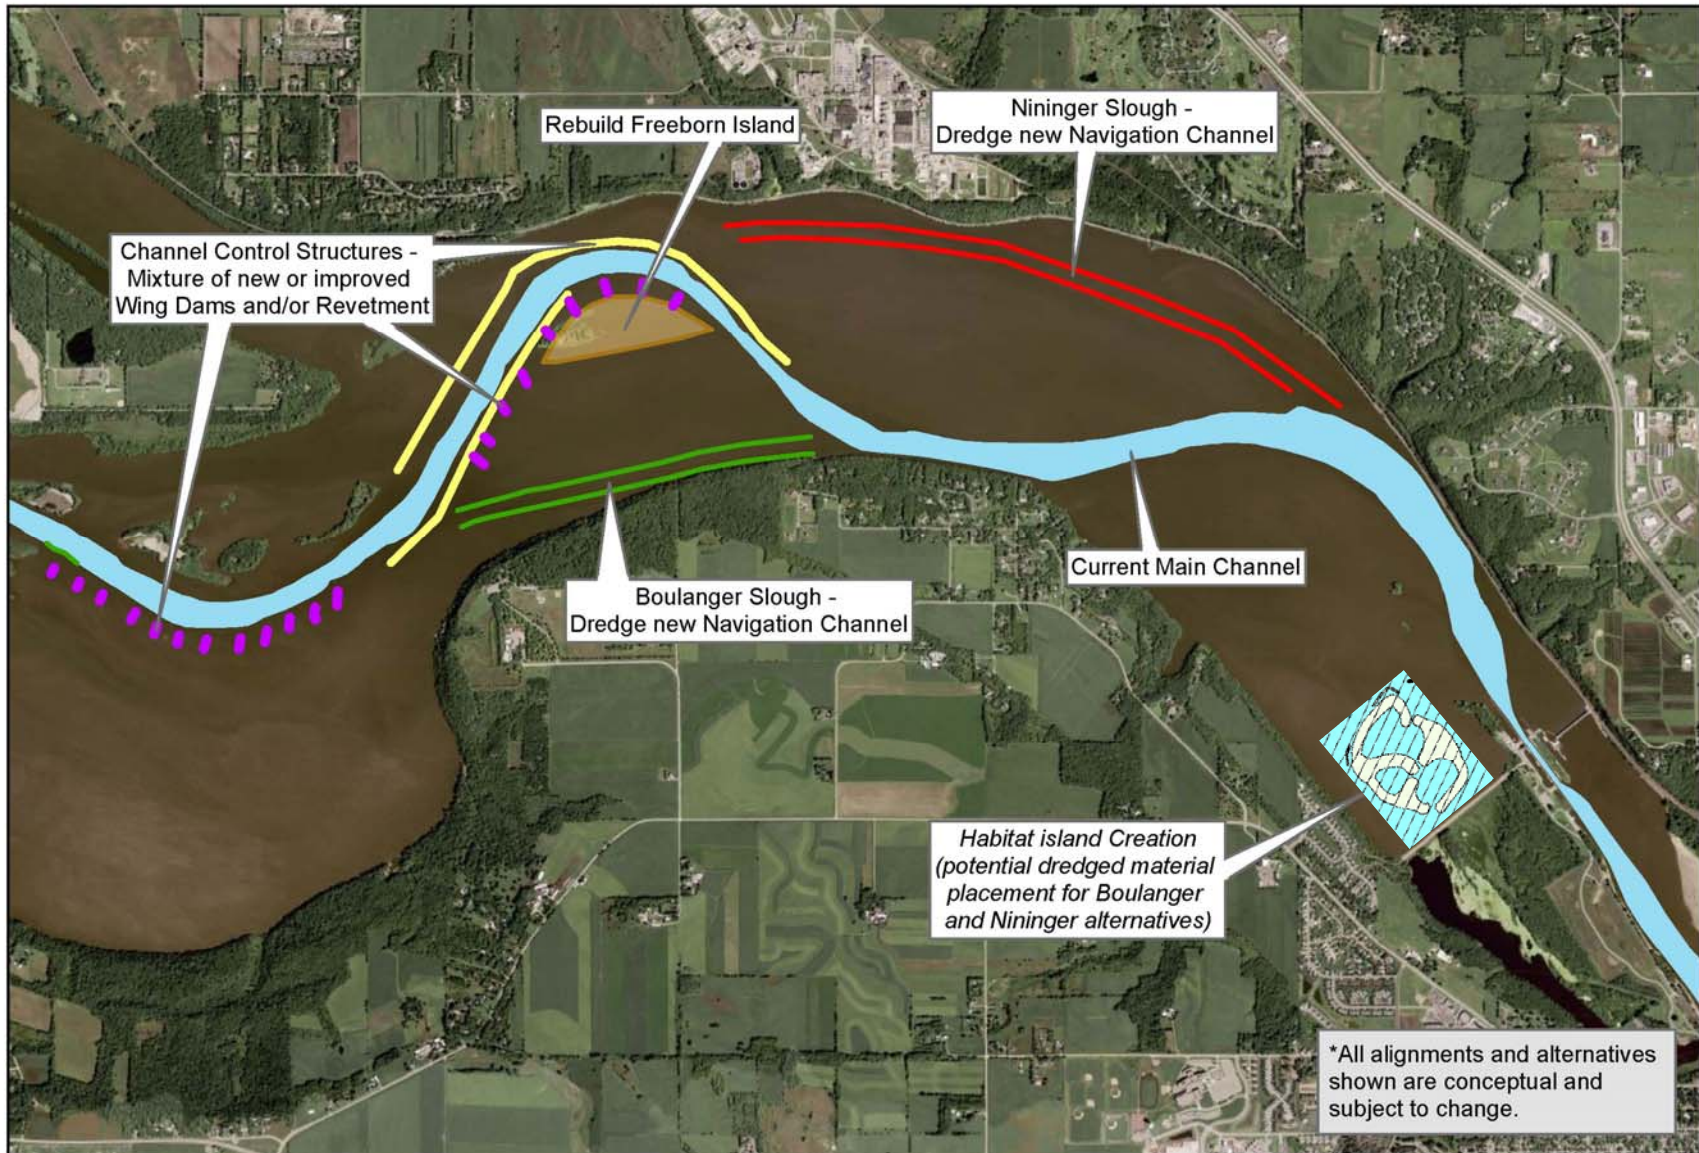 Rebuild Freeborn Island
Nininger Slough -
Dredge new Navigation Channel
Channel Control Structures -
Mixture of new or improved
Wing Dams and/or Revetment
Current Main Channel
Boulanger Slough -
Dredge new Navigation Channel
Habitat island Creation
(potential dredged material
placement for Boulanger
and Nininger alternatives)
*All alignments and alternatives
shown are conceptual and
subject to change.